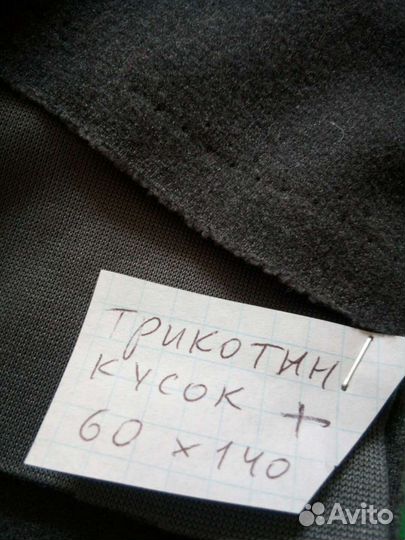 трикотин!
кусок +
60 х 140
Avito